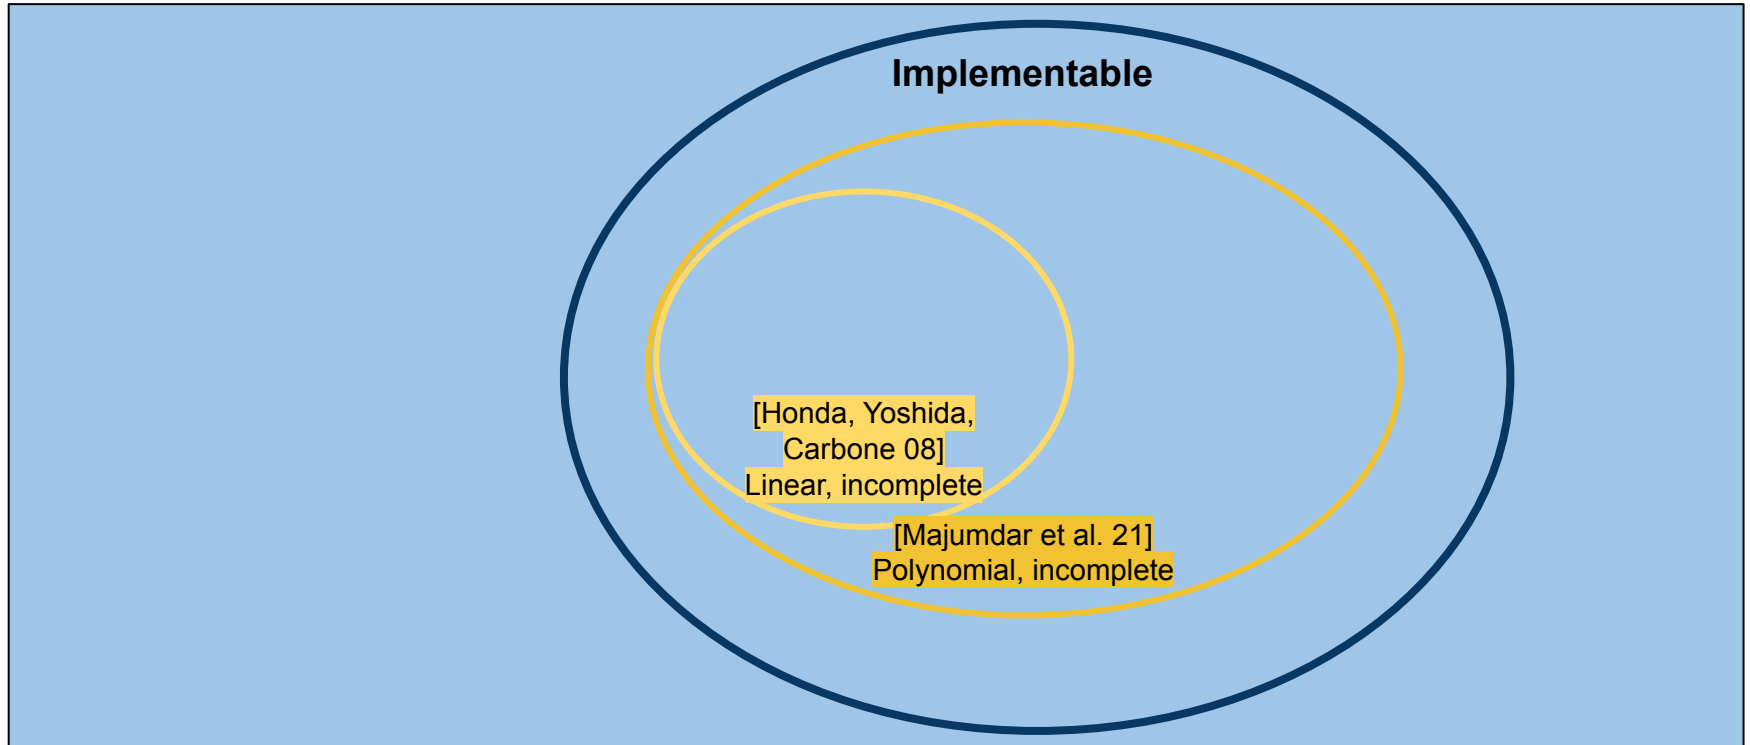 Implementable
[Honda, Yoshida,
Carbone 08]
Linear, incomplete
[Majumdar et al. 21]
Polynomial, incomplete